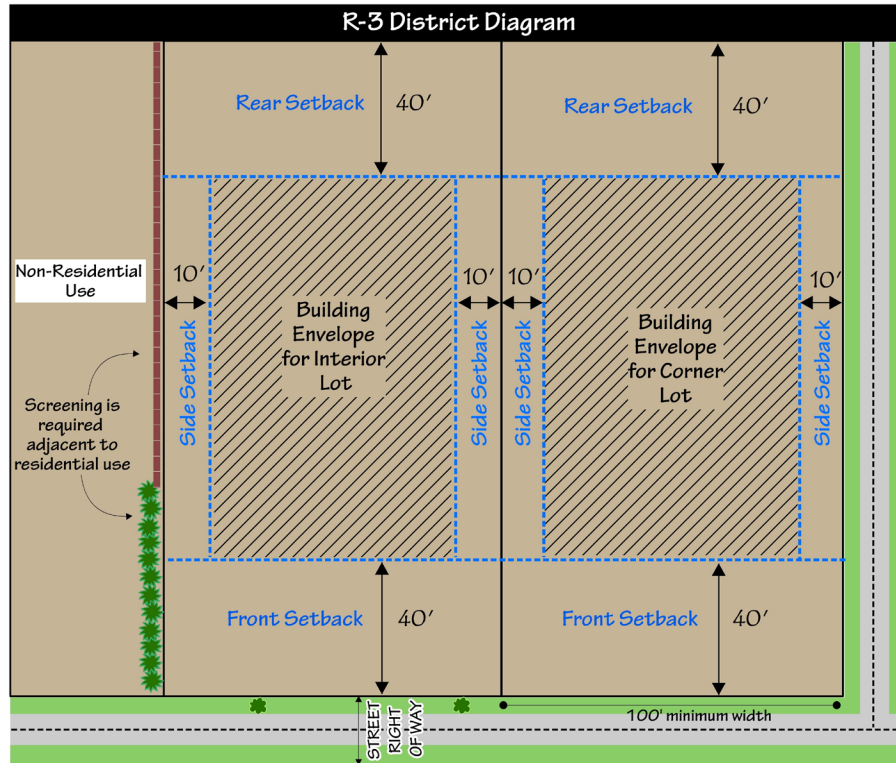 R-3 District Diagram
Rear Setback
40'
Rear Setback
40'
Non-Residential
Use
10'
10'
10'
10'
Side Setback
Building
Envelope
for Interior
Lot
Side Setback
Side Setback
Building
Envelope
for Corner
Lot
Side Setback
Screening is
required
adjacent to
residential use
Front Setback
40'
Front Setback
40'
STREET
RIGHT
OF WAY
100' minimum width